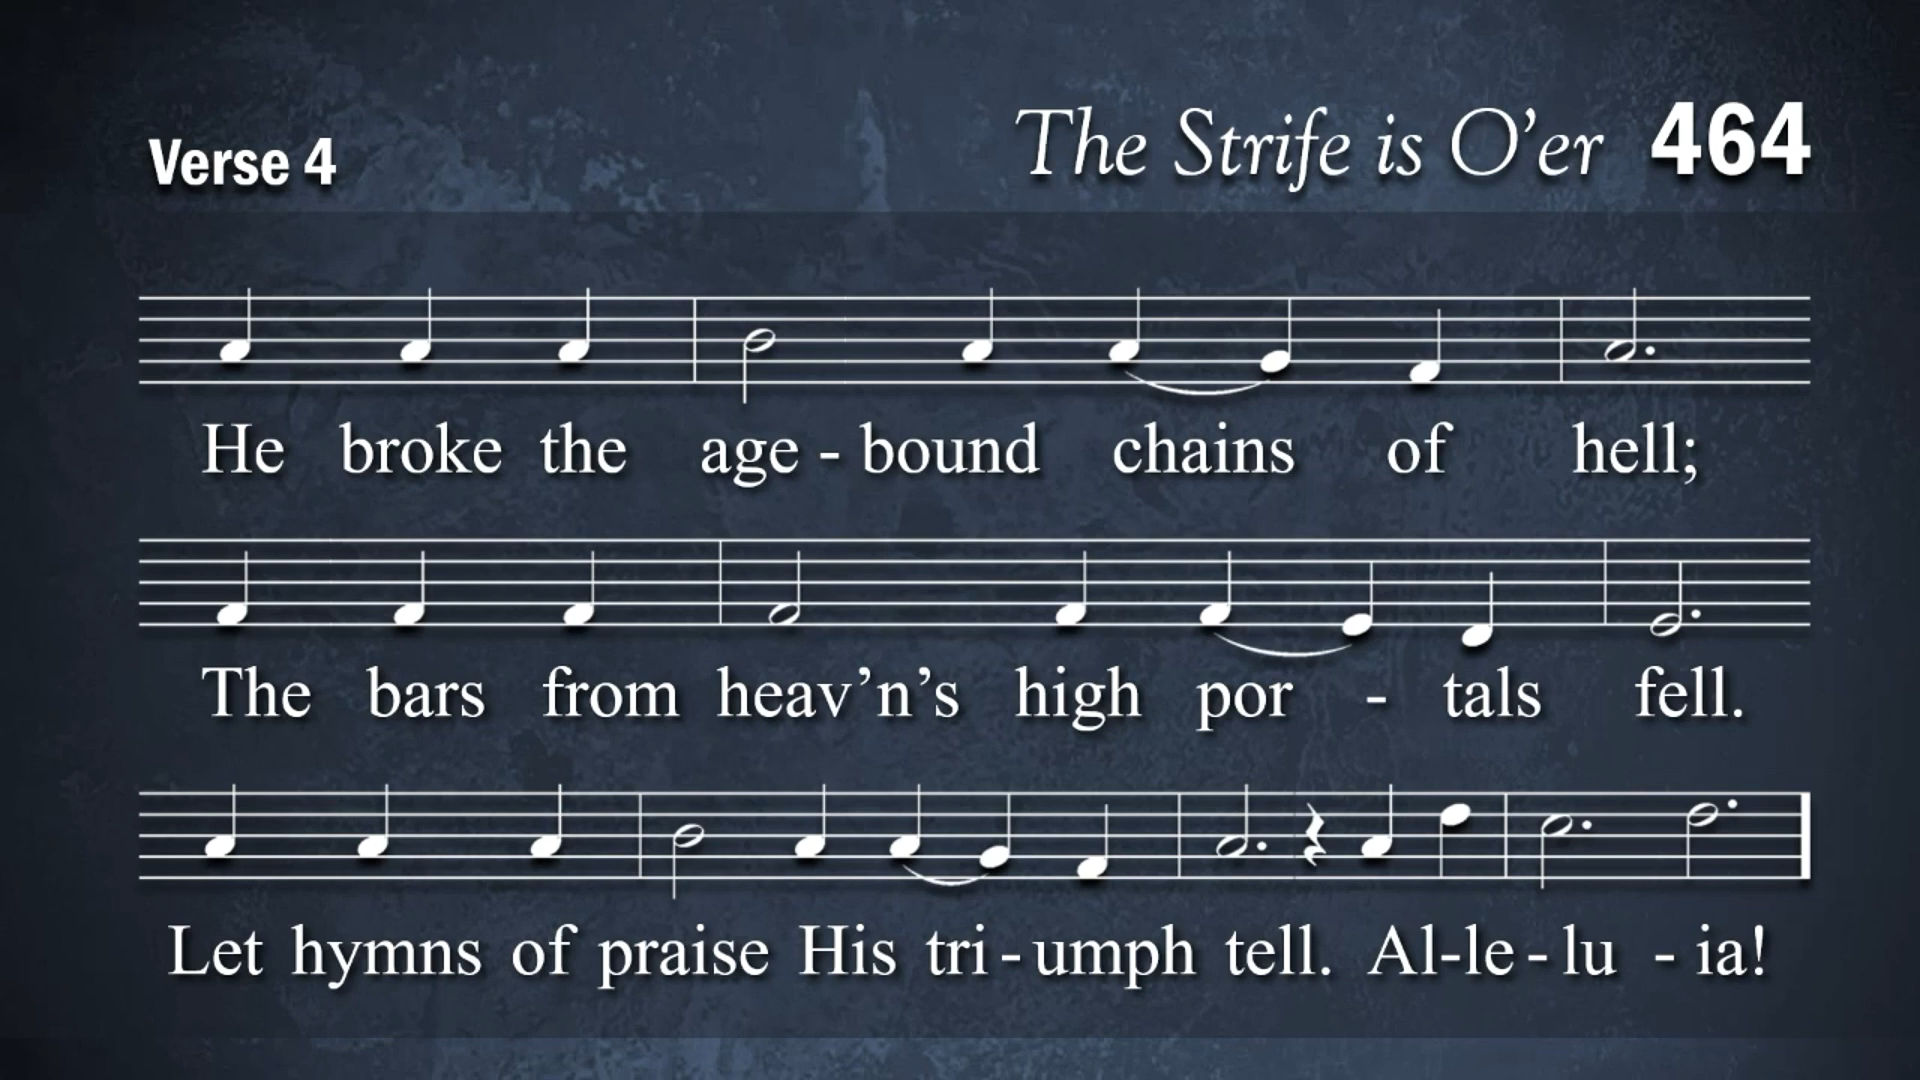 Verse 4
The Strife is O’er 464
He broke the age - bound chains of hell;
The bars from heav’n’s high por - tals fell.
Let hymns of praise His tri - umph tell. Al-le - lu - ia!